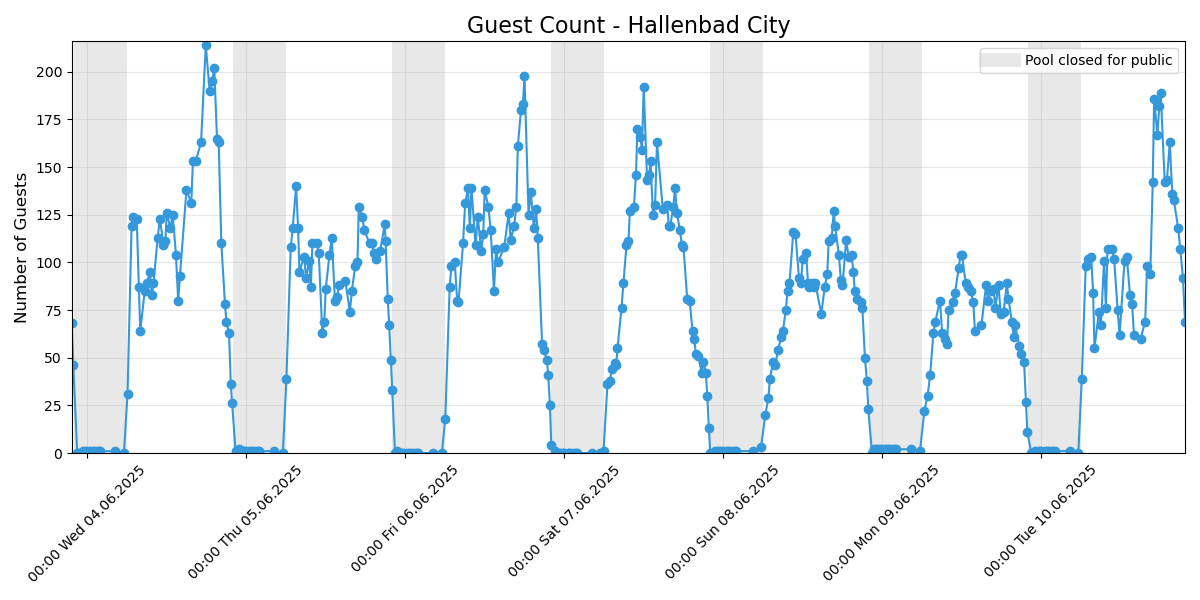 Guest Count - Hallenbad City
Pool closed for public
Number of Guests
200
175
150
125
100
75
50
25
0
00:00 Wed 04.06.2025
00:00 Thu 05.06.2025
00:00 Fri 06.06.2025
00:00 Sat 07.06.2025
00:00 Sun 08.06.2025
00:00 Mon 09.06.2025
00:00 Tue 10.06.2025